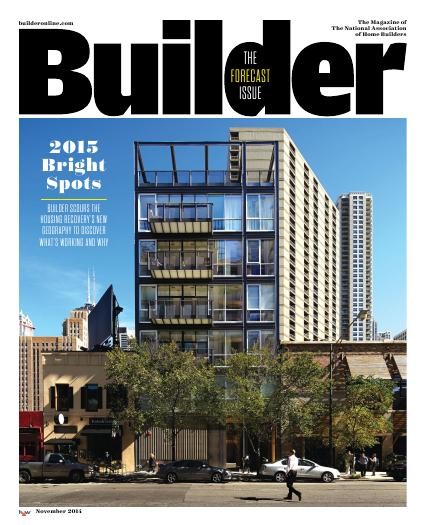 builderonline.com
The Magazine of
The National Association
of Home Builders
Builder
THE
FORECAST
ISSUE
2015
Bright
Spots
BUILDER SCOURS THE
HOUSING RECOVERY'S NEW
GEOGRAPHY TO DISCOVER
WHAT'S WORKING AND WHY
November 2014